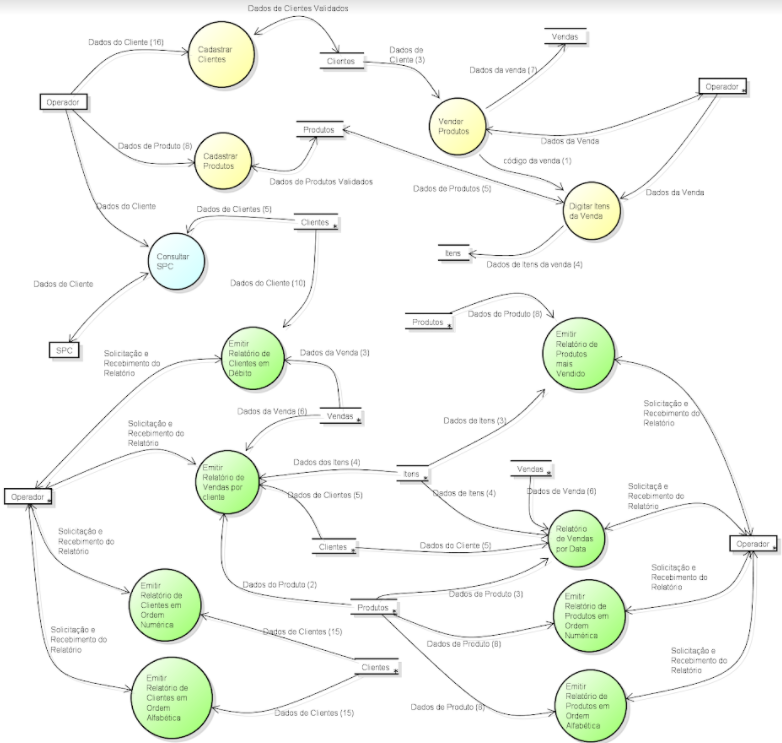 Dados de Clientes Validados
Dados do Cliente (16)
Cadastrar
Clientes
Clientes
Dados do
Cliente (3)
Vendas
Dados da venda (7)
Operador
Operador
Vender
Produtos
Dados da Venda
código da venda (1)
Dados de Produto (8)
Cadastrar
Produtos
Produtos
Dados de Produtos Validados
Dados de Produtos (5)
Dados da Venda
Digitar itens
da Venda
Dados do Cliente
Dados de Clientes (5)
Clientes
Consultar
SPC
Itens
Dados de Itens da venda (4)
Dados de Cliente
Dados do Cliente (10)
SPC
Produtos
Dados do Produto (8)
Solicitação e
Recebimento do
Relatório
Emitir
Relatório de
Clientes em
Débito
Dados da Venda (3)
Emitir
Relatório de
Produtos
mais
Vendido
Vendas
Dados da Venda (6)
Solicitação e
Recebimento do
Relatório
Dados de Itens (3)
Solicitação e
Recebimento do
Relatório
Emitir
Relatório de
Vendas por
cliente
Dados dos Itens (4)
Itens
Vendas
Operador
Dados de Clientes (5)
Dados de itens (4)
Dados de Venda (6)
Solicitação e
Recebimento do
Relatório
Clientes
Dados do Cliente (5)
Relatório
de Vendas
por Data
Operador
Solicitação e
Recebimento do
Relatório
Dados do Produto (2)
Produtos
Dados de Produto (3)
Solicitação e
Recebimento do
Relatório
Emitir
Relatório de
Clientes em
Ordem
Numérica
Dados de Clientes (15)
Dados de Produto (8)
Emitir
Relatório de
Produtos em
Ordem
Numérica
Solicitação e
Recebimento do
Relatório
Clientes
Solicitação e
Recebimento do
Relatório
Emitir
Relatório de
Clientes em
Ordem
Alfabética
Dados de Clientes (15)
Dados de Produto (8)
Emitir
Relatório de
Produtos em
Ordem
Alfabética